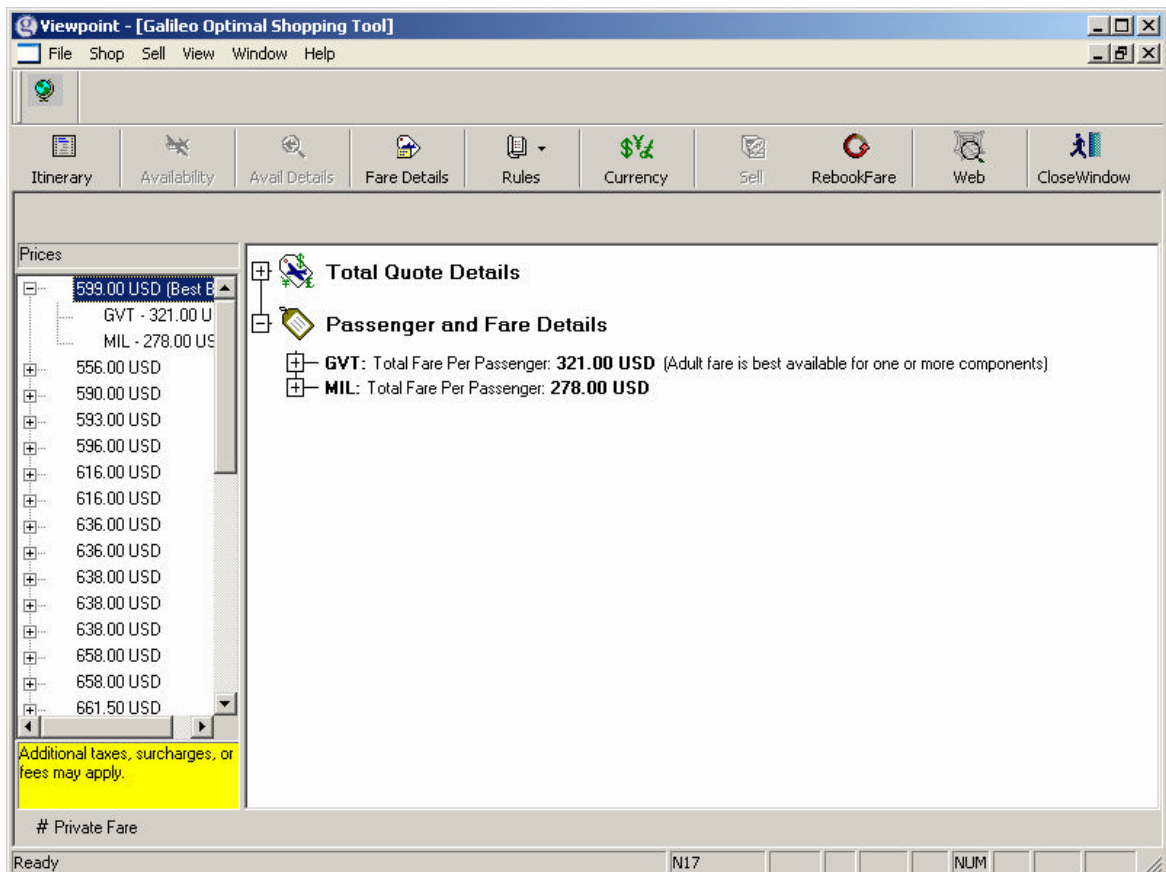 Viewpoint - [Galileo Optimal Shopping Tool]
File Shop Sell View Window Help
Itinerary Availability Avail Details Fare Details Rules Currency Sell RebookFare Web CloseWindow
Prices
599.00 USD (Best B
GVT - 321.00 U
MIL - 278.00 US
556.00 USD
590.00 USD
593.00 USD
596.00 USD
616.00 USD
616.00 USD
636.00 USD
636.00 USD
638.00 USD
638.00 USD
638.00 USD
658.00 USD
658.00 USD
661.50 USD
Additional taxes, surcharges, or
fees may apply.
Total Quote Details
Passenger and Fare Details
GVT: Total Fare Per Passenger: 321.00 USD (Adult fare is best available for one or more components)
MIL: Total Fare Per Passenger: 278.00 USD
# Private Fare
Ready N17 NUM